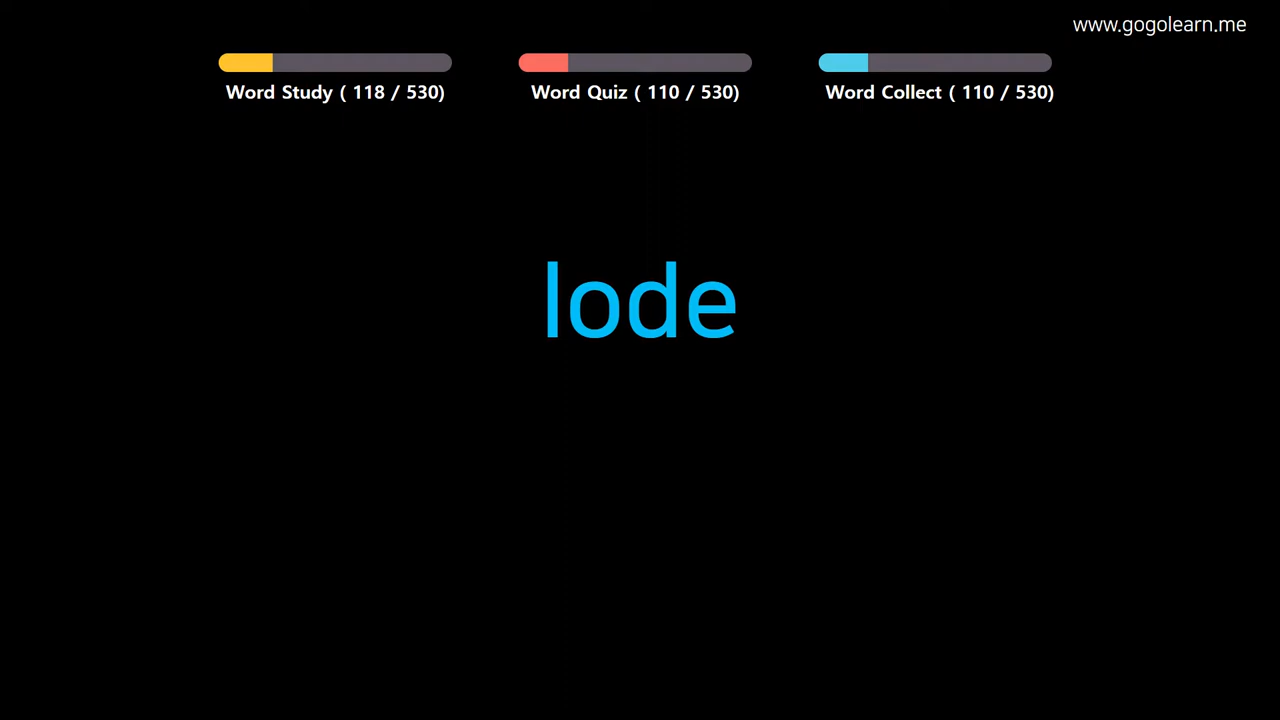 www.gogolearn.me
Word Study ( 118 / 530)
Word Quiz ( 110 / 530)
Word Collect ( 110 / 530)
lode